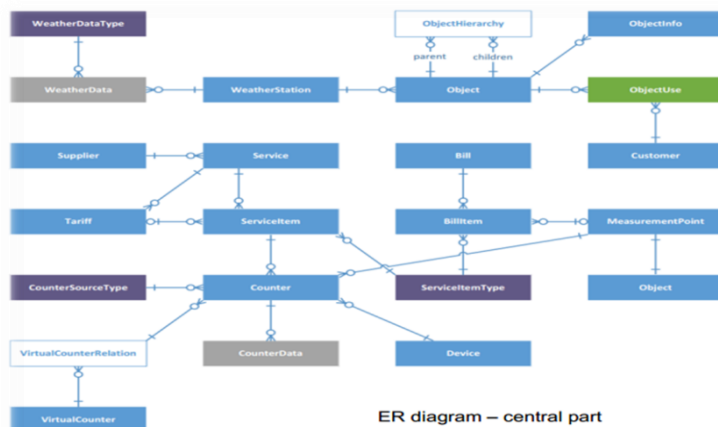 WeatherDataType
ObjectHierarchy
ObjectInfo
parent
children
WeatherData
WeatherStation
Object
ObjectUse
Supplier
Service
Bill
Customer
Tariff
ServiceItem
BillItem
MeasurementPoint
CounterSourceType
Counter
ServiceItemType
Object
VirtualCounterRelation
CounterData
Device
VirtualCounter
ER diagram – central part